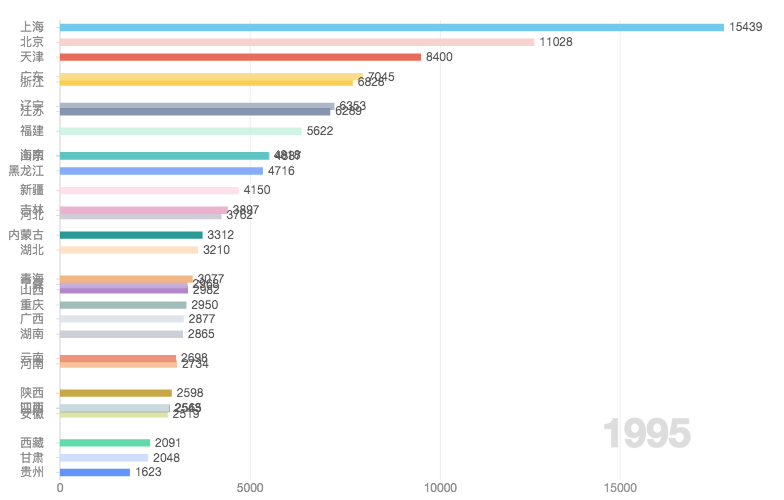 上海 15439
北京 11028
天津 8400
广东 7045
浙江 6828
辽宁 6353
江苏 6289
福建 5622
海南
黑龙江 4716
新疆 4150
吉林 3897
河北 3762
内蒙古 3312
湖北 3210
青海 3077
山西 2982
重庆 2950
广西 2877
湖南 2865
云南 2698
河南 2734
陕西 2598
安徽 2519
西藏 2091
甘肃 2048
贵州 1623
1995
0 5000 10000 15000